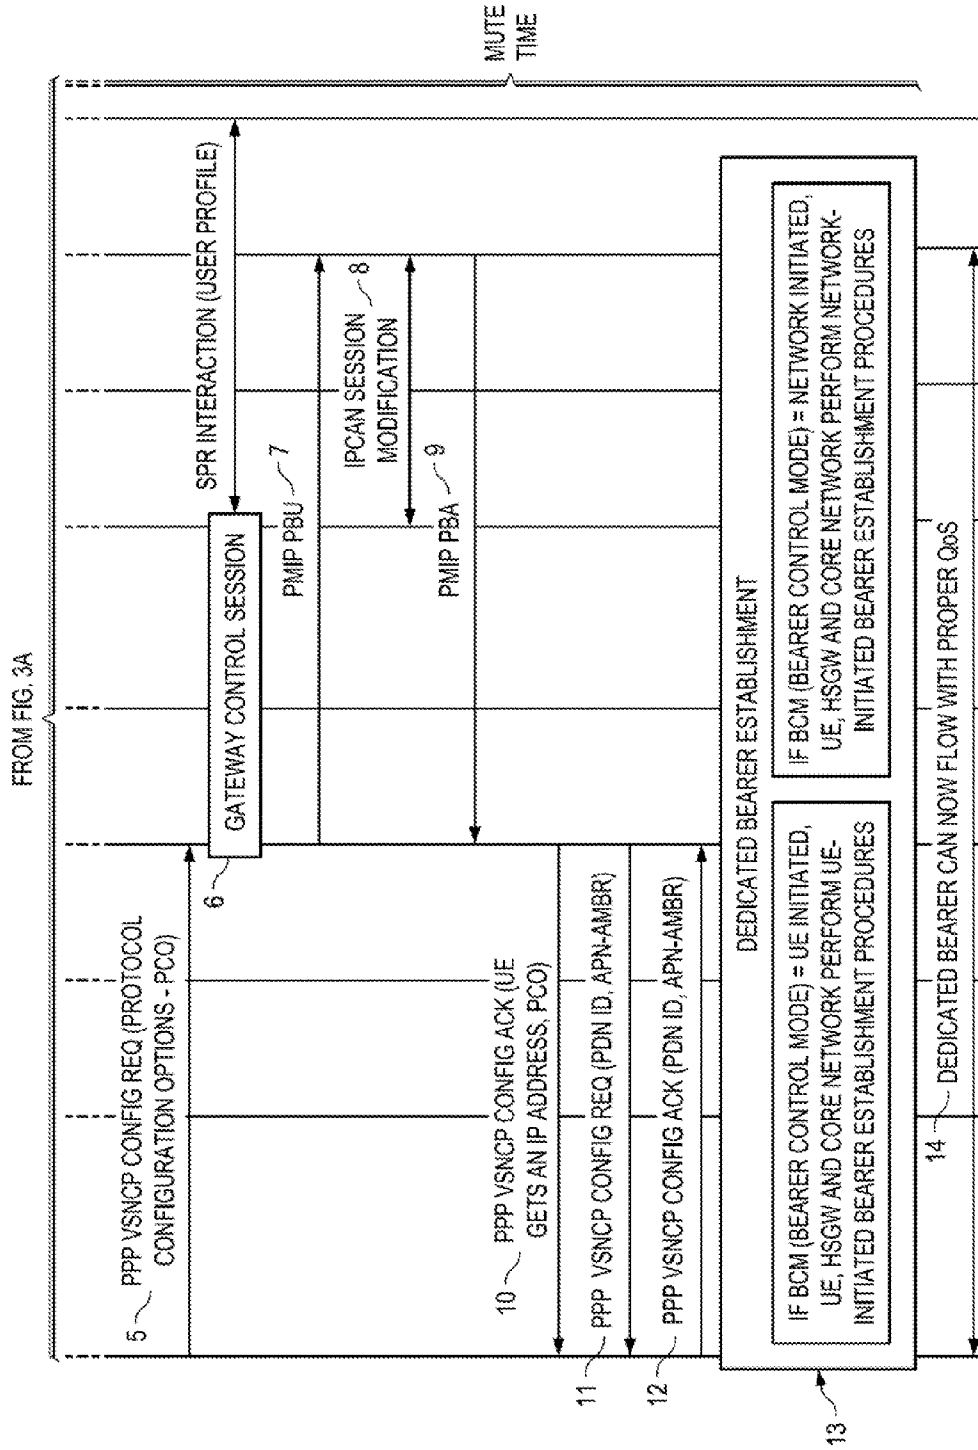 FROM FIG. 3A
5
PPP VSNCP CONFIG REQ (PROTOCOL
CONFIGURATION OPTIONS - PCO)
SPR INTERACTION (USER PROFILE)
6
GATEWAY CONTROL SESSION
PMIP PBU
7
IPCAN SESSION
MODIFICATION
8
PMIP PBA
9
10
PPP VSNCP CONFIG ACK (UE
GETS AN IP ADDRESS, PCO)
11
PPP VSNCP CONFIG REQ (PDN ID, APN-AMBR)
12
PPP VSNCP CONFIG ACK (PDN ID, APN-AMBR)
MUTE
TIME
13
DEDICATED BEARER ESTABLISHMENT
IF BCM (BEARER CONTROL MODE) = UE INITIATED,
UE, HSGW AND CORE NETWORK PERFORM UE-
INITIATED BEARER ESTABLISHMENT PROCEDURES
IF BCM (BEARER CONTROL MODE) = NETWORK INITIATED,
UE, HSGW AND CORE NETWORK PERFORM NETWORK-
INITIATED BEARER ESTABLISHMENT PROCEDURES
14
DEDICATED BEARER CAN NOW FLOW WITH PROPER QoS